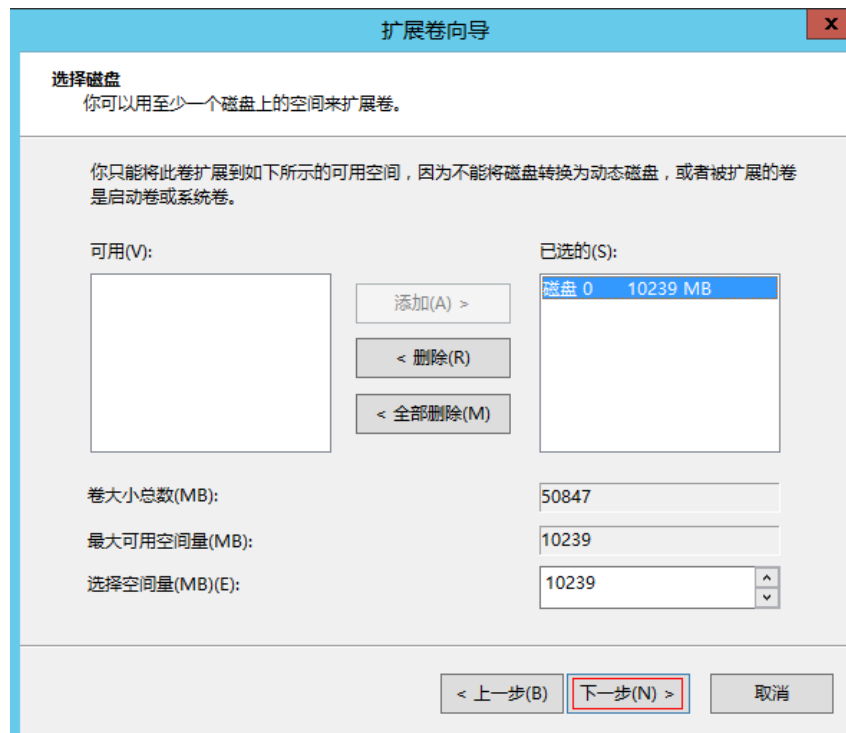 扩展卷向导
x
选择磁盘
你可以用至少一个磁盘上的空间来扩展卷。
你只能将此卷扩展到如下所示的可用空间，因为不能将磁盘转换为动态磁盘，或者被扩展的卷
是启动卷或系统卷。
可用(V):
已选的(S):
磁盘 0 10239 MB
添加(A) >
< 删除(R)
< 全部删除(M)
卷大小总数(MB): 50847
最大可用空间量(MB): 10239
选择空间量(MB)(E): 10239
< 上一步(B) 下一步(N) > 取消